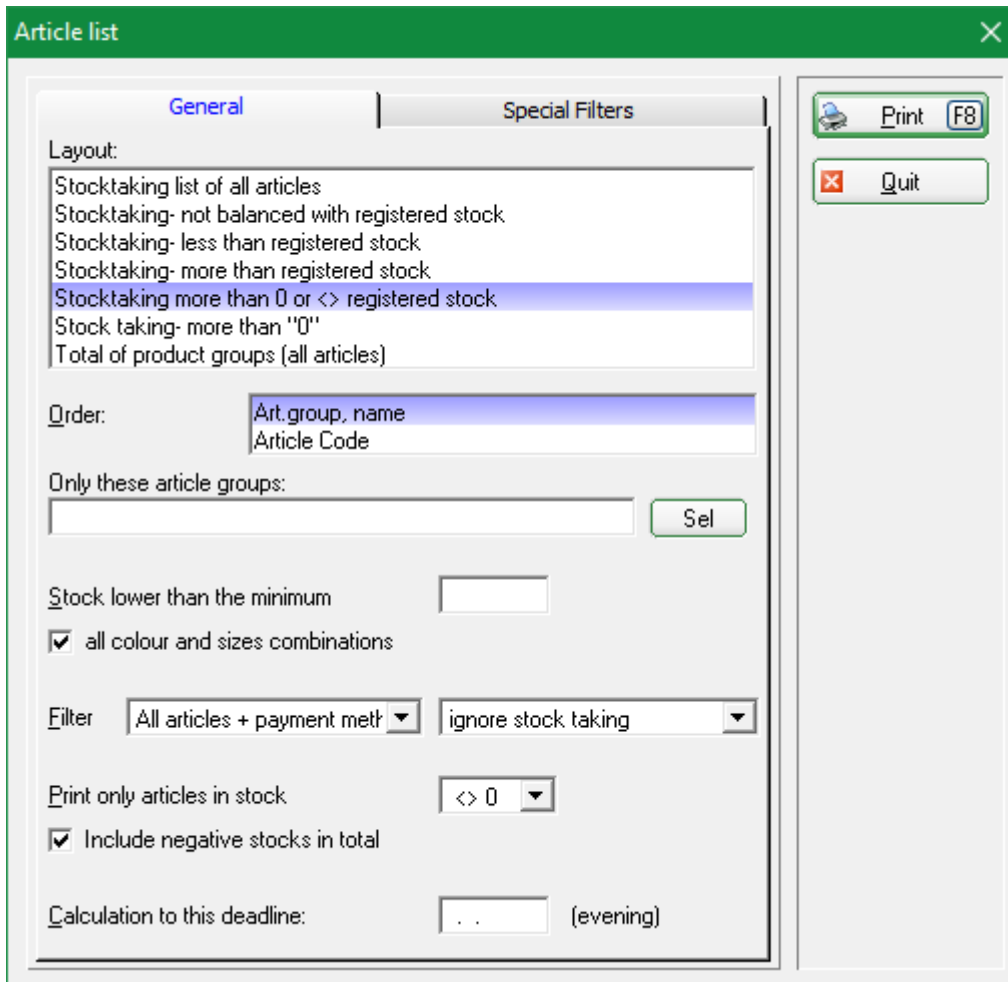 Article list
General
Special Filters
Print F8
Quit
Layout:
Stocktaking list of all articles
Stocktaking- not balanced with registered stock
Stocktaking- less than registered stock
Stocktaking- more than registered stock
Stocktaking more than 0 or <> registered stock
Stock taking- more than "0"
Total of product groups (all articles)
Order:
Art.group, name
Article Code
Only these article groups:
Sel
Stock lower than the minimum
all colour and sizes combinations
Filter All articles + payment meth ignore stock taking
Print only articles in stock <> 0
Include negative stocks in total
Calculation to this deadline: . . (evening)